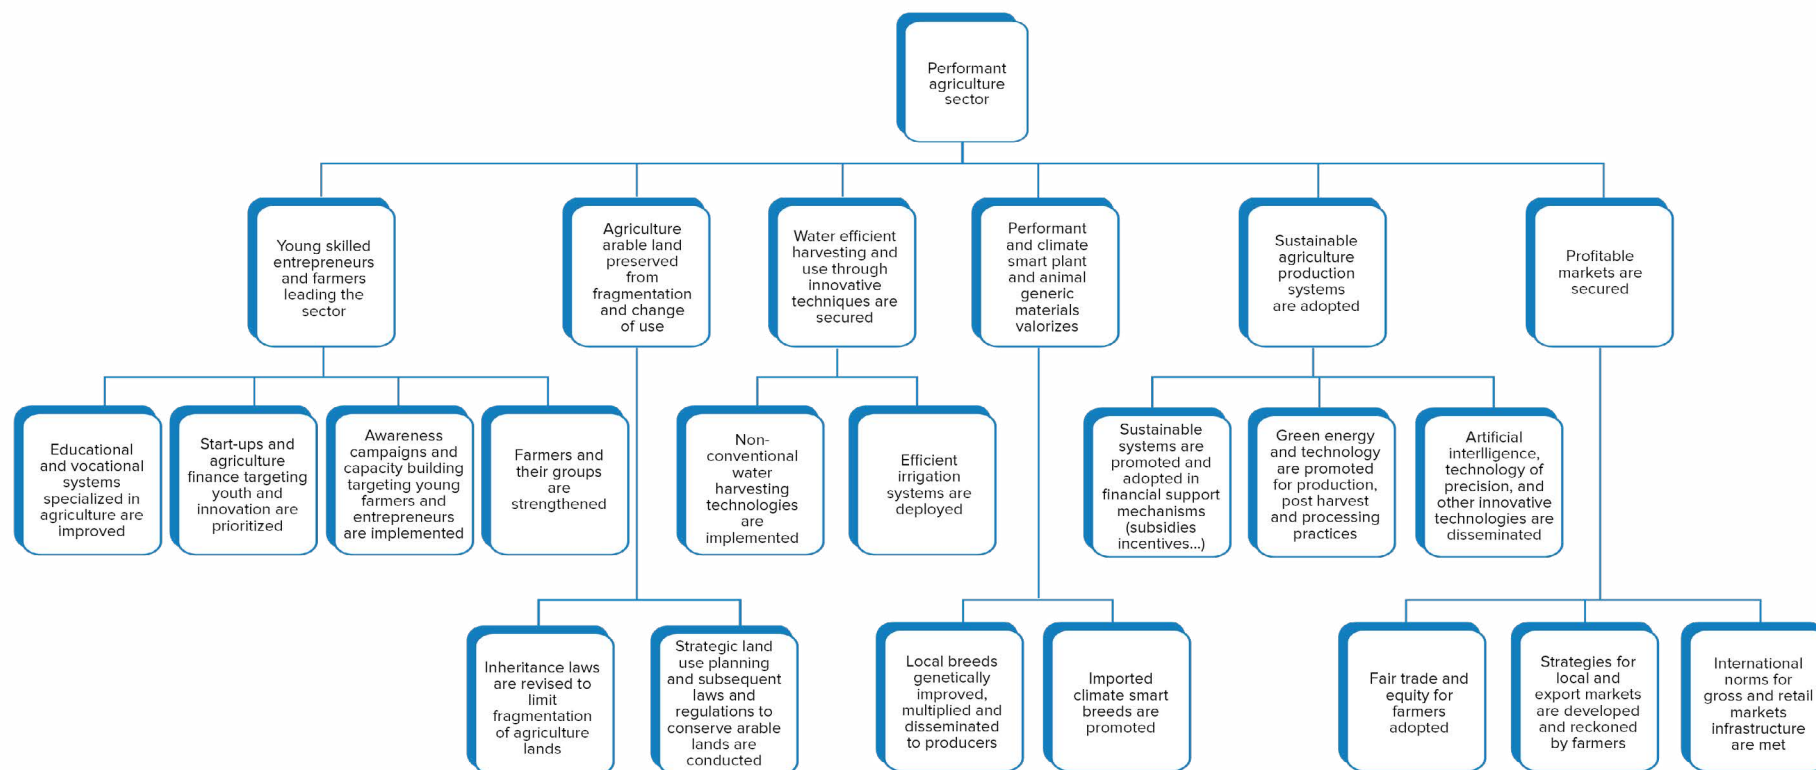 Performant
agriculture
sector
Young skilled
entrepreneurs
and farmers
leading the
sector
Agriculture
arable land
preserved
from
fragmentation
and change
of use
Water efficient
harvesting and
use through
innovative
techniques are
secured
Performant
and climate
smart plant
and animal
generic
materials
valorizes
Sustainable
agriculture
production
systems
are adopted
Profitable
markets are
secured
Educational
and vocational
systems
specialized in
agriculture are
improved
Start-ups and
agriculture
finance targeting
youth and
innovation are
prioritized
Awareness
campaigns and
capacity building
targeting young
farmers and
entrepreneurs
are implemented
Farmers and
their groups
are
strengthened
Non-
conventional
water
harvesting
technologies
are
implemented
Efficient
irrigation
systems are
deployed
Sustainable
systems are
promoted and
adopted in
financial support
mechanisms
(subsidies
incentives...)
Green energy
and technology
are promoted
for production,
post harvest
and processing
practices
Artificial
interlligence,
technology of
precision, and
other innovative
technologies are
disseminated
Inheritance laws
are revised to
limit
fragmentation
of agriculture
lands
Strategic land
use planning
and subsequent
laws and
regulations to
conserve arable
lands are
conducted
Local breeds
genetically
improved,
multiplied and
disseminated
to producers
Imported
climate smart
breeds are
promoted
Fair trade and
equity for
farmers
adopted
Strategies for
local and
export markets
are developed
and reckoned
by farmers
International
norms for
gross and retail
markets
infrastructure
are met